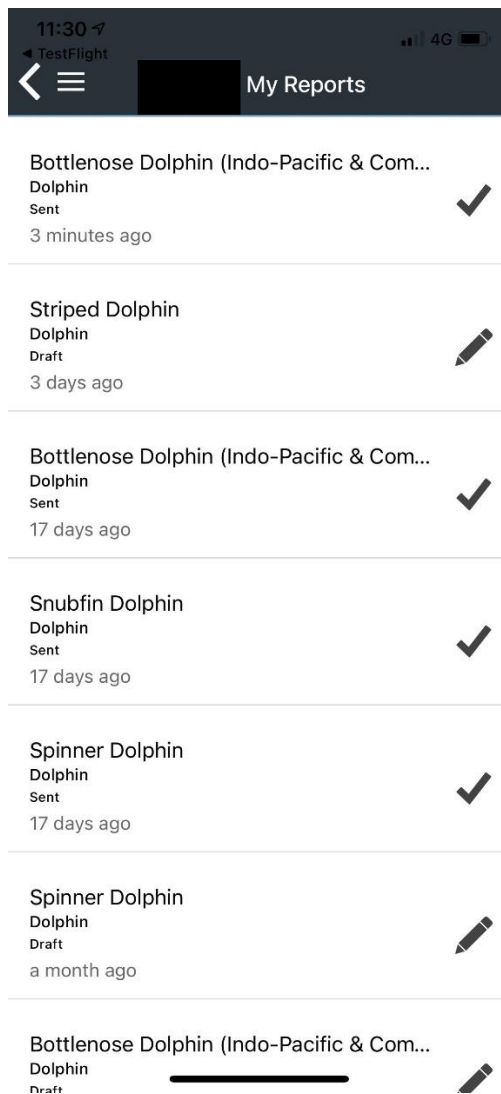 11:30
◀ TestFlight
4G
My Reports
Bottlenose Dolphin (Indo-Pacific & Com...
Dolphin
Sent
3 minutes ago
Striped Dolphin
Dolphin
Draft
3 days ago
Bottlenose Dolphin (Indo-Pacific & Com...
Dolphin
Sent
17 days ago
Snubfin Dolphin
Dolphin
Sent
17 days ago
Spinner Dolphin
Dolphin
Sent
17 days ago
Spinner Dolphin
Dolphin
Draft
a month ago
Bottlenose Dolphin (Indo-Pacific & Com...
Dolphin
Draft